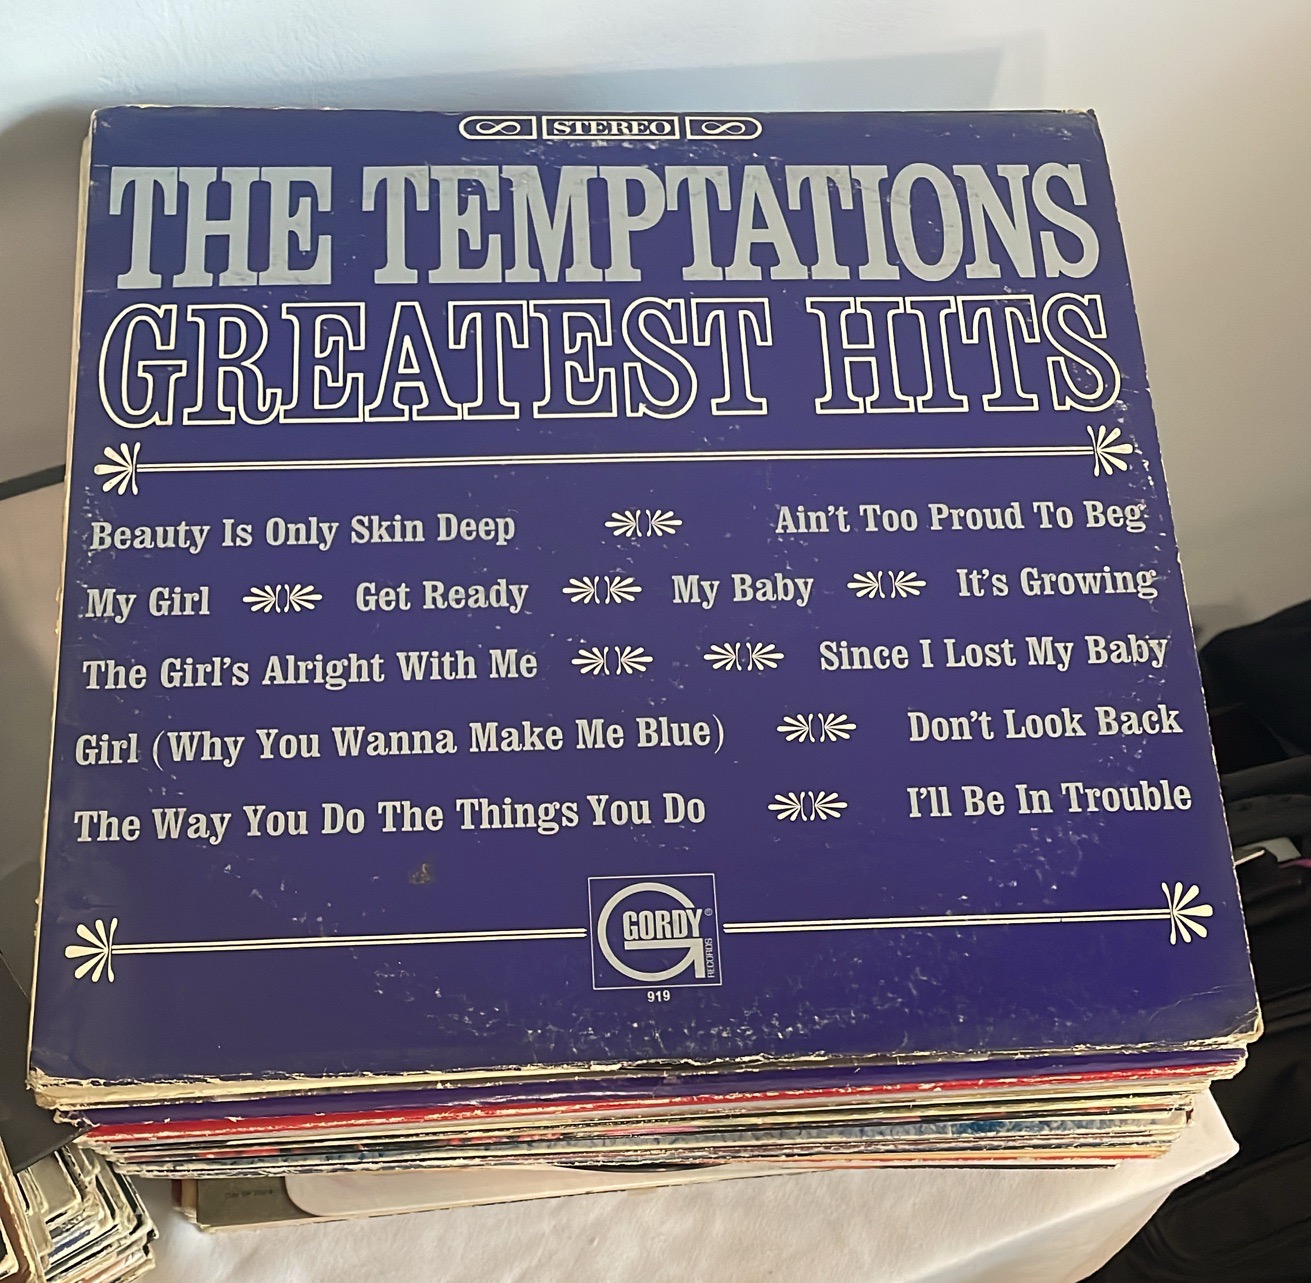 STEREO
THE TEMPTATIONS
GREATEST HITS
Beauty Is Only Skin Deep Ain't Too Proud To Beg
My Girl Get Ready My Baby It's Growing
The Girl's Alright With Me Since I Lost My Baby
Girl (Why You Wanna Make Me Blue) Don't Look Back
The Way You Do The Things You Do I'll Be In Trouble
GORDY®
RECORDS
919